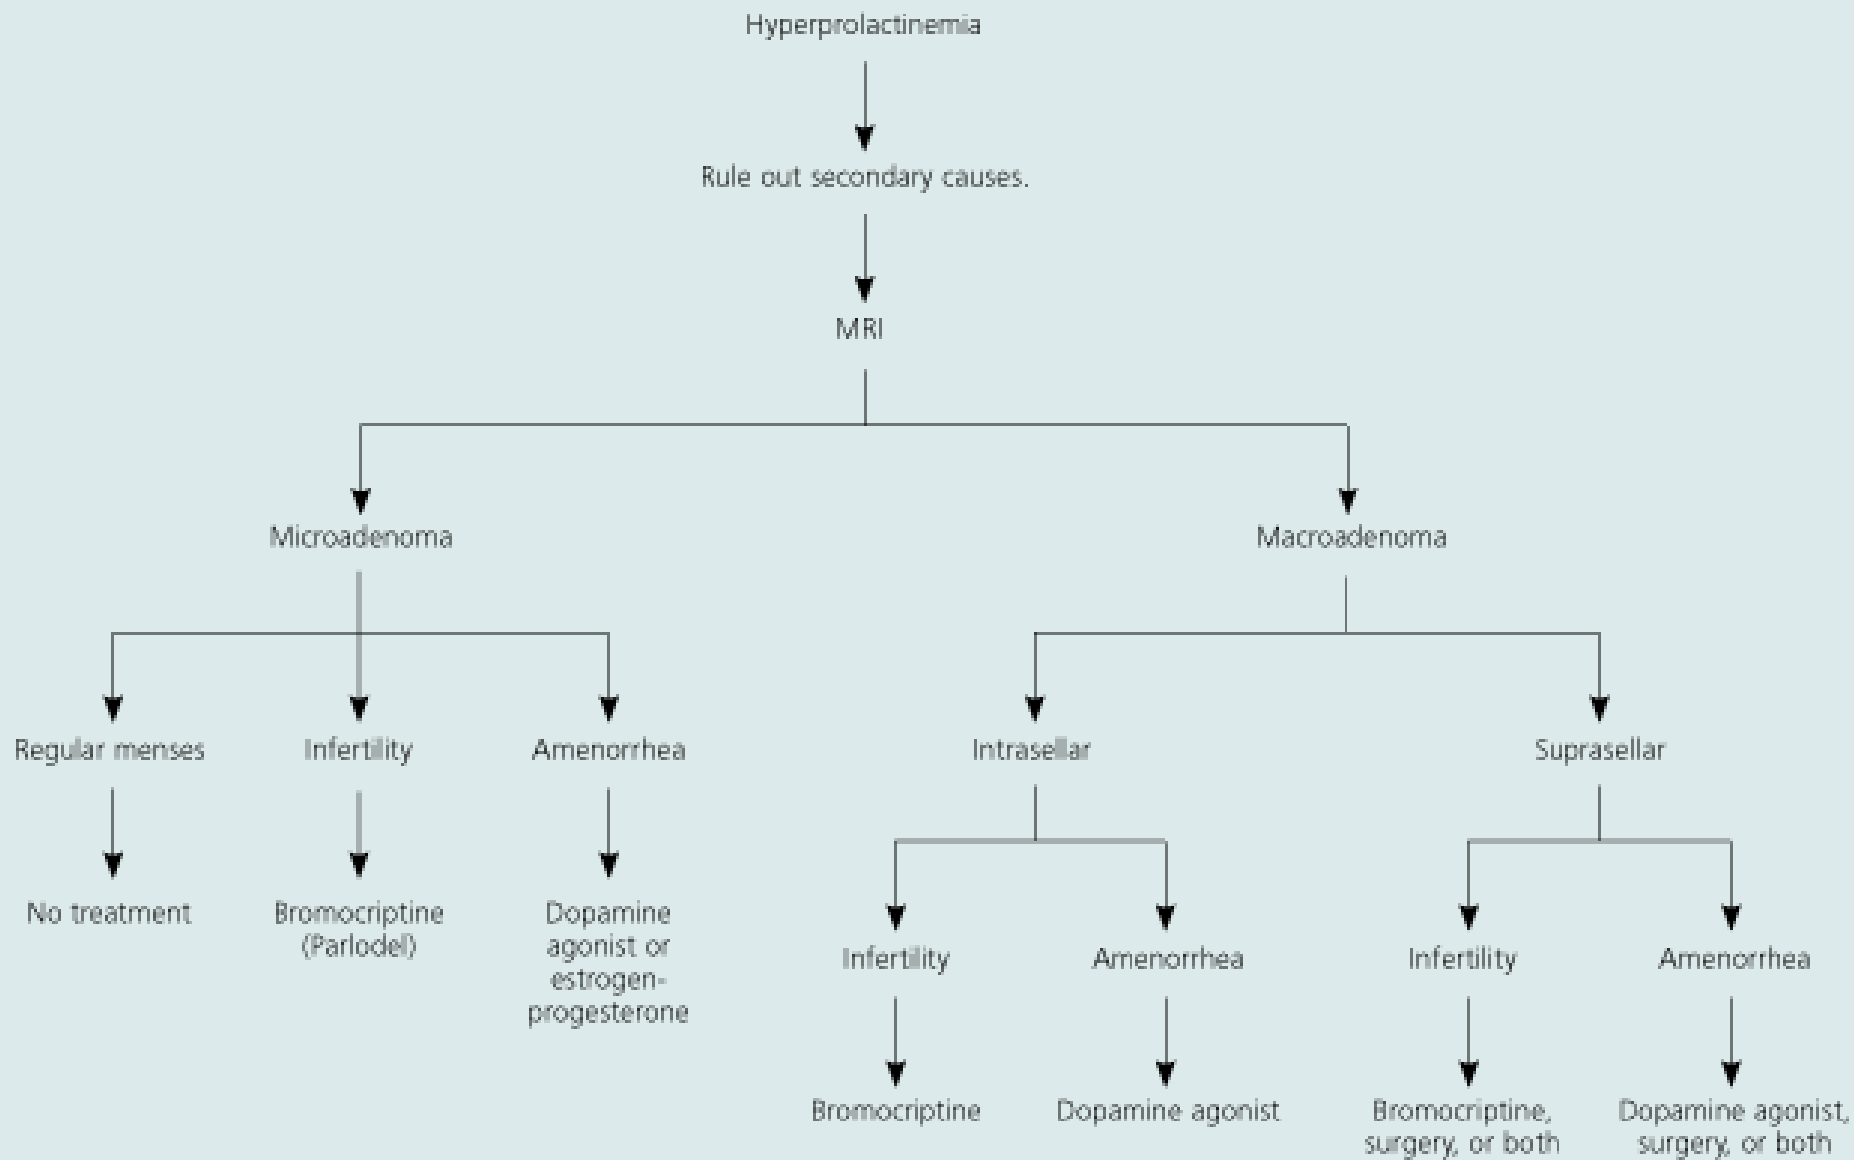 Hyperprolactinemia
Rule out secondary causes.
MRI
Microadenoma
Macroadenoma
Regular menses
Infertility
Amenorrhea
Intrasellar
Suprasellar
No treatment
Bromocriptine
(Parlodel)
Dopamine
agonist or
estrogen-
progesterone
Infertility
Amenorrhea
Infertility
Amenorrhea
Bromocriptine
Dopamine agonist
Bromocriptine,
surgery, or both
Dopamine agonist,
surgery, or both